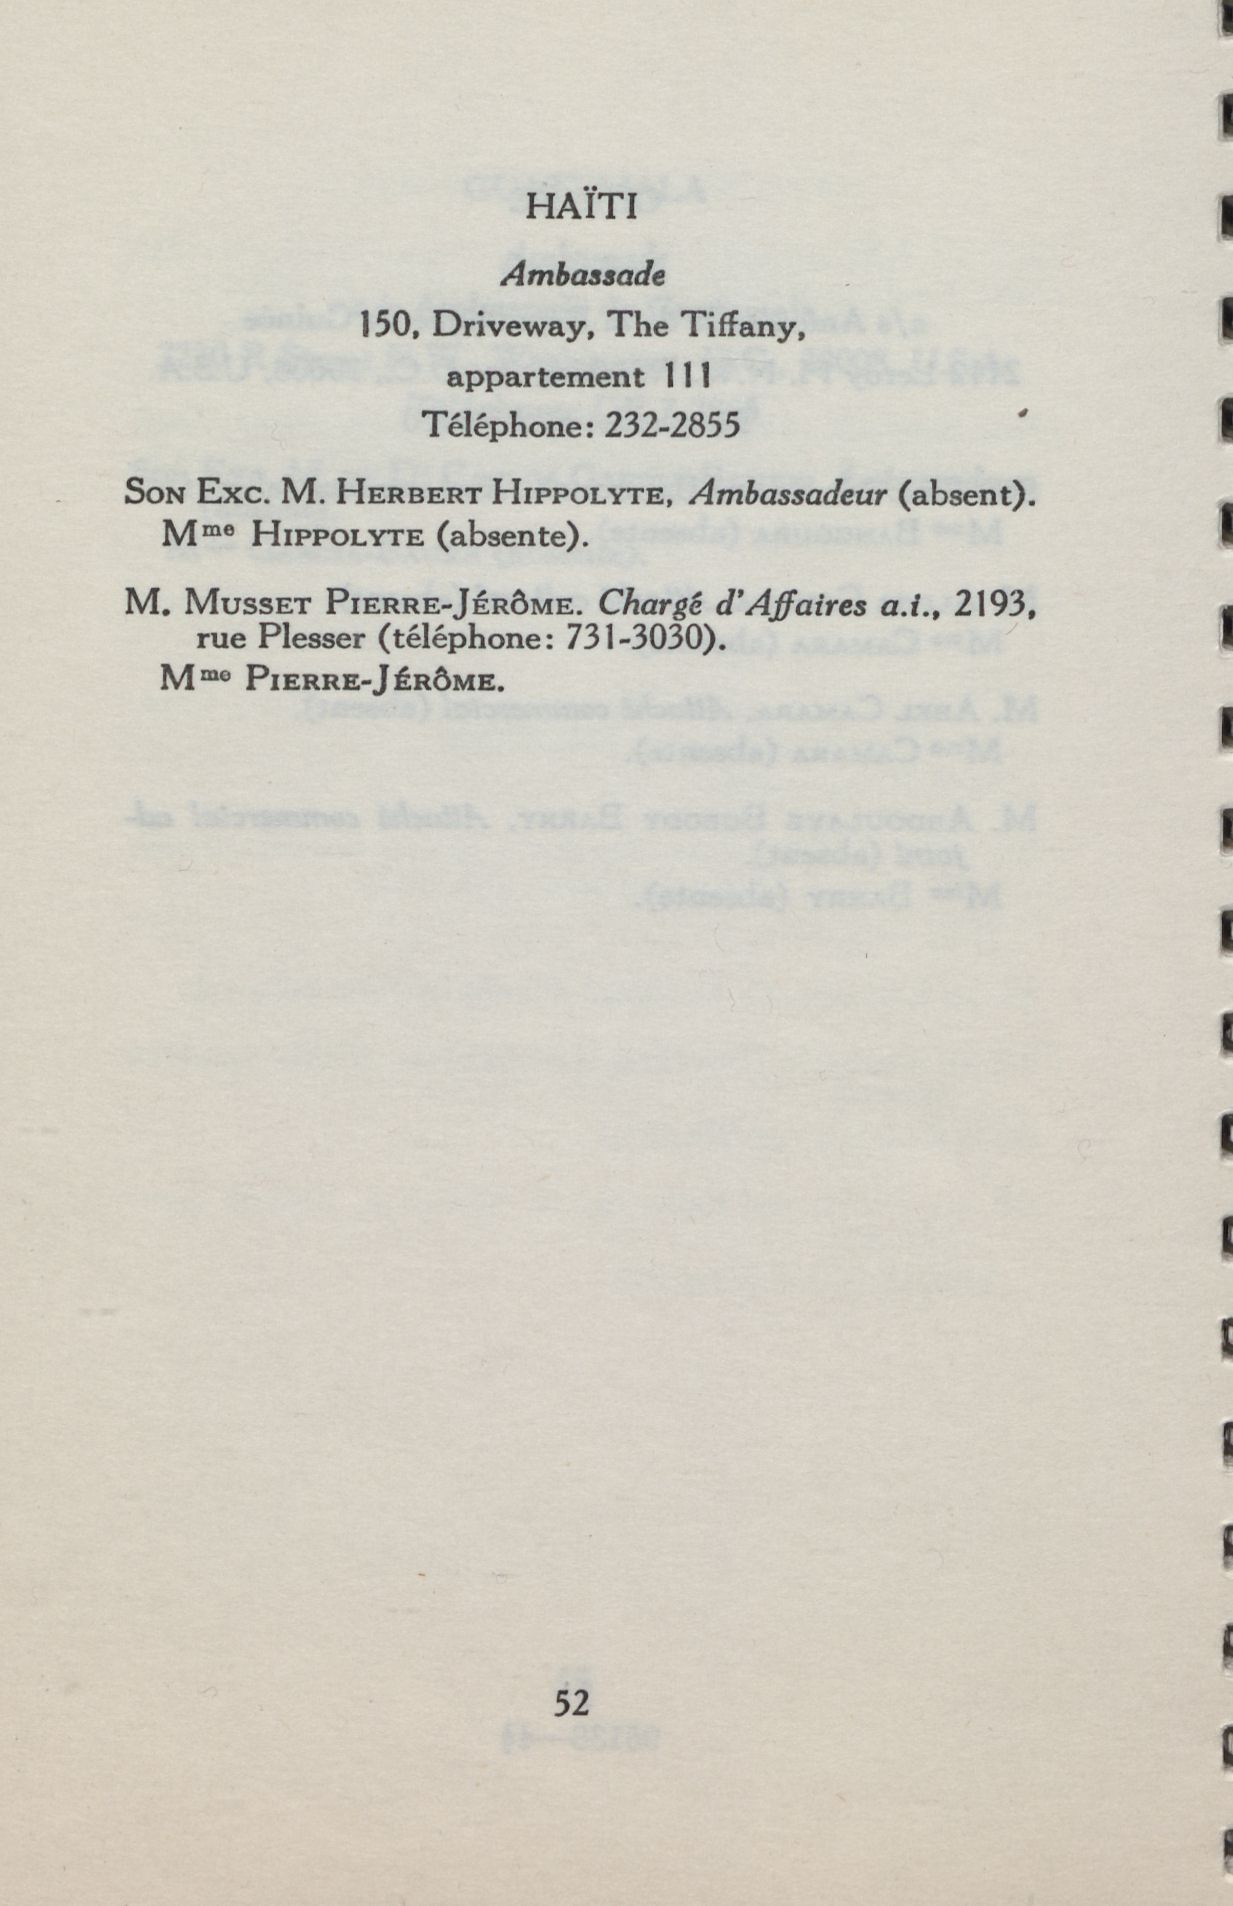 HAÏTI
Ambassade
150, Driveway, The Tiffany,
appartement 111
Téléphone: 232-2855
SON EXC. M. HERBERT HIPPOLYTE, Ambassadeur (absent).
Mme HIPPOLYTE (absente).
M. MUSSET PIERRE-JÉRÔME. Chargé d'Affaires a.i., 2193,
rue Plesser (téléphone: 731-3030).
Mme PIERRE-JÉRÔME.
52